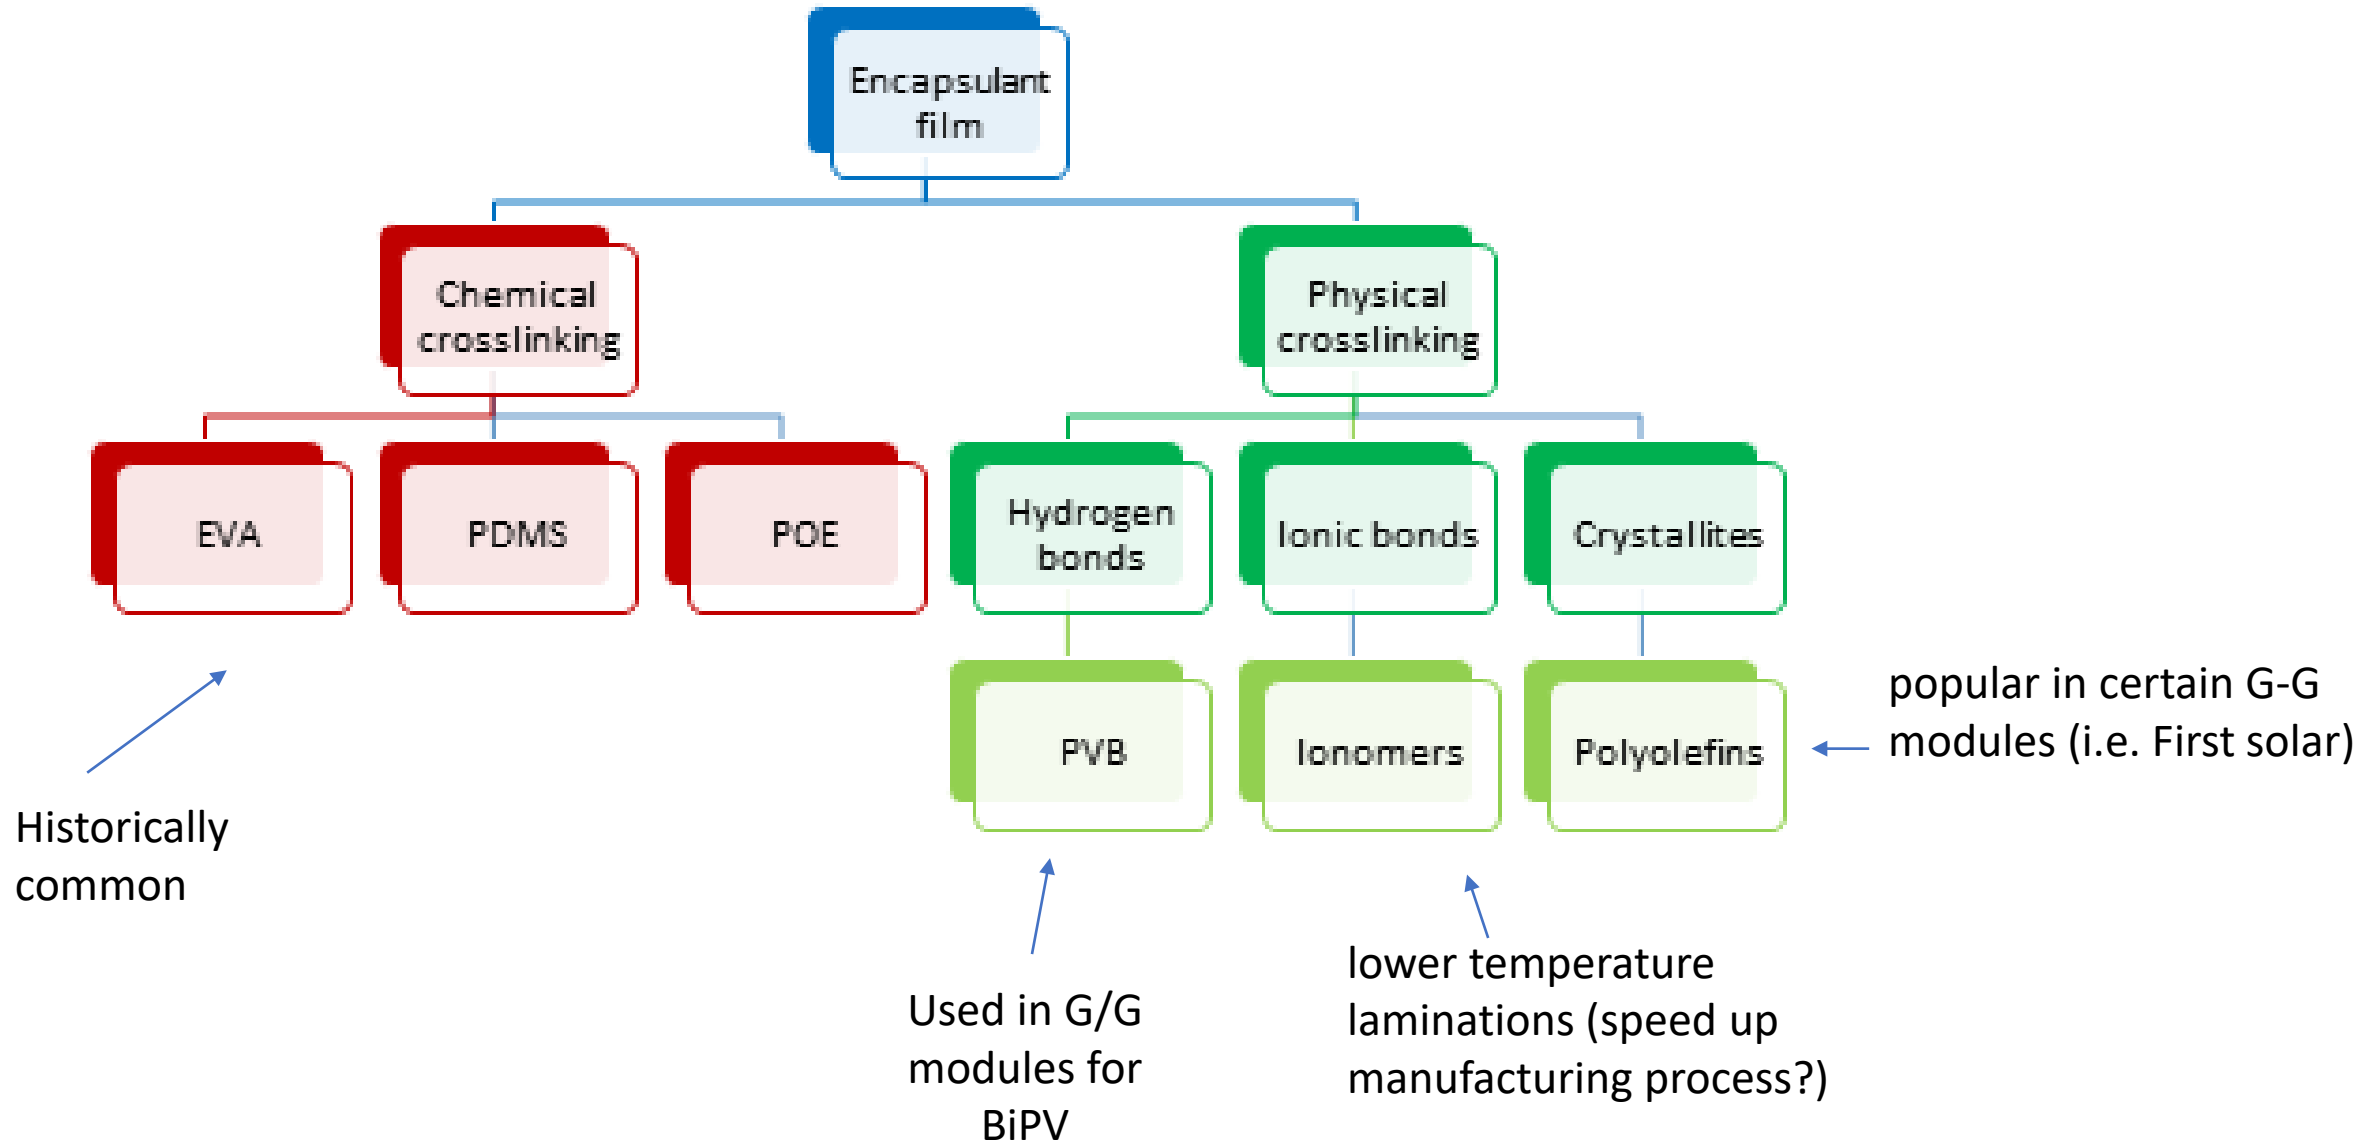 Encapsulant
film
Chemical
crosslinking
Physical
crosslinking
EVA
PDMS
POE
Hydrogen
bonds
Ionic bonds
Crystallites
PVB
Ionomers
Polyolefins
popular in certain G-G
modules (i.e. First solar)
Historically
common
Used in G/G
modules for
BiPV
lower temperature
laminations (speed up
manufacturing process?)